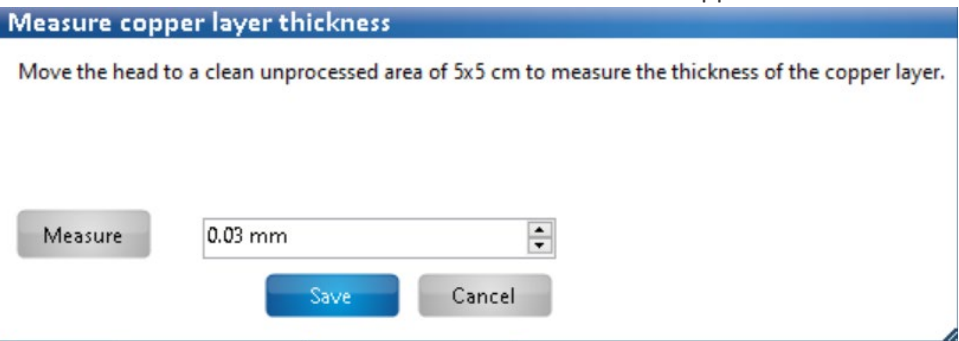 Measure copper layer thickness
Move the head to a clean unprocessed area of 5x5 cm to measure the thickness of the copper layer.
Measure
0.03 mm
Save
Cancel